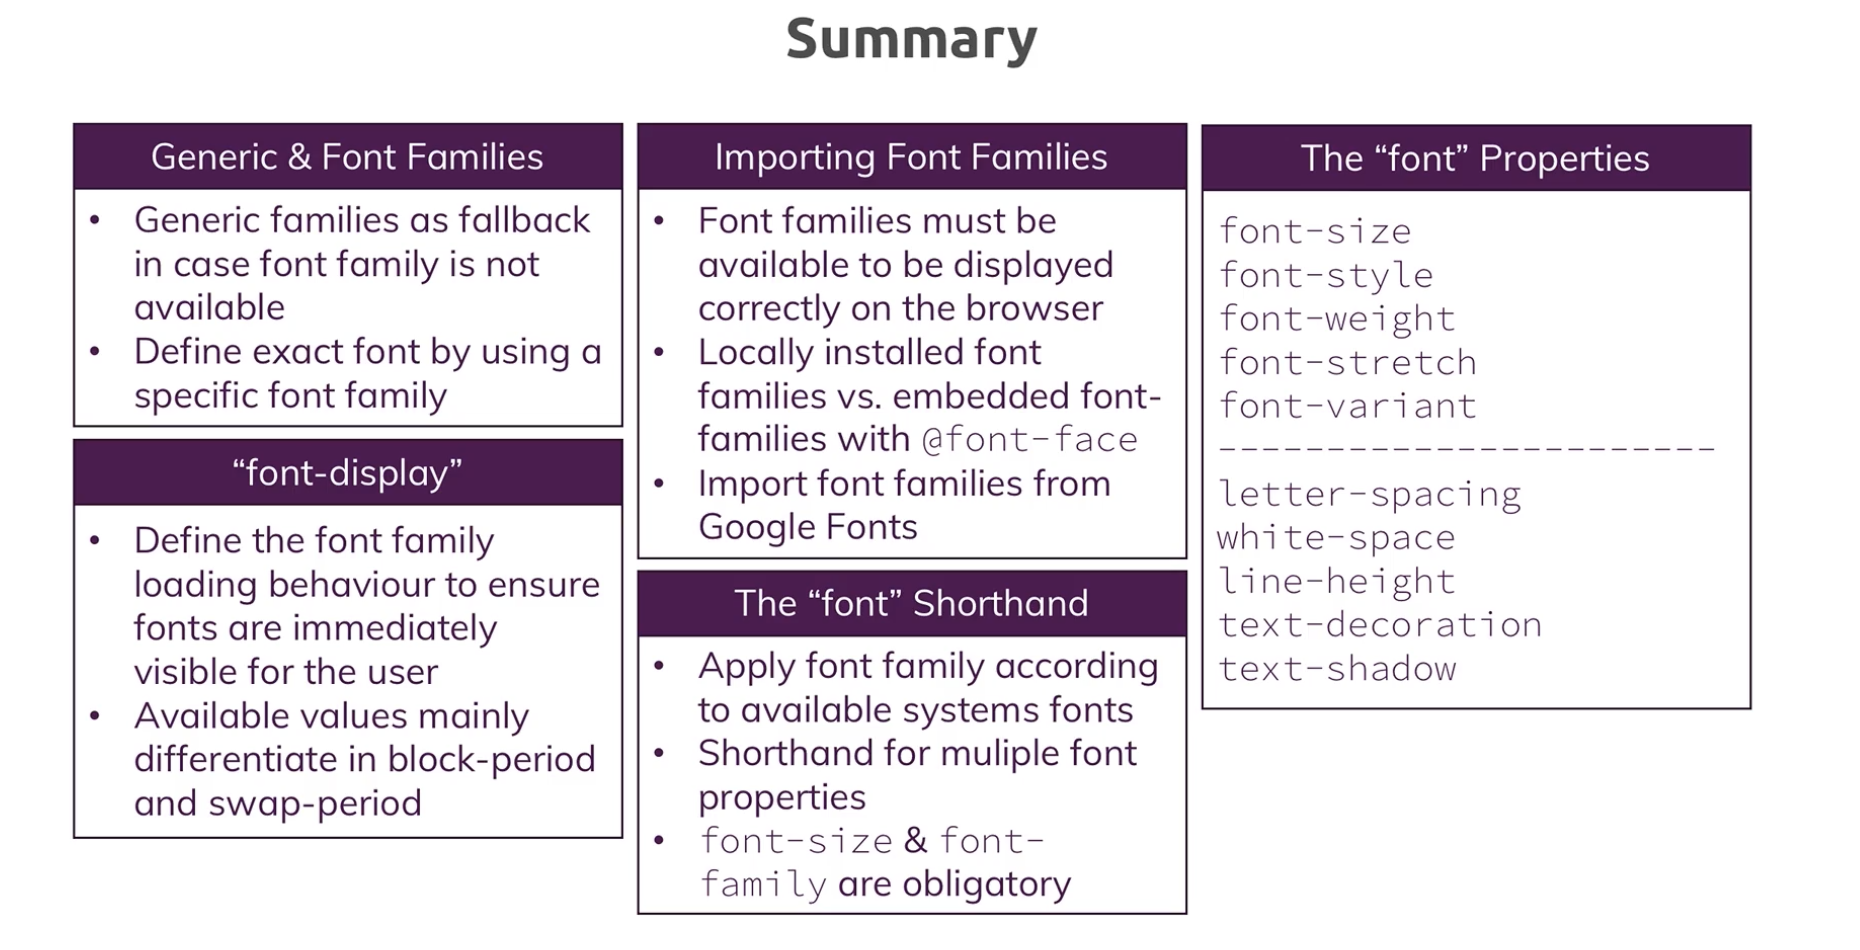 Summary
Generic & Font Families
• Generic families as fallback
in case font family is not
available
• Define exact font by using a
specific font family
“font-display”
• Define the font family
loading behaviour to ensure
fonts are immediately
visible for the user
• Available values mainly
differentiate in block-period
and swap-period
Importing Font Families
• Font families must be
available to be displayed
correctly on the browser
• Locally installed font
families vs. embedded font-
families with @font-face
• Import font families from
Google Fonts
The “font” Shorthand
• Apply font family according
to available systems fonts
• Shorthand for muliple font
properties
• font-size & font-
family are obligatory
The “font” Properties
font-size
font-style
font-weight
font-stretch
font-variant
-----------------------
letter-spacing
white-space
line-height
text-decoration
text-shadow